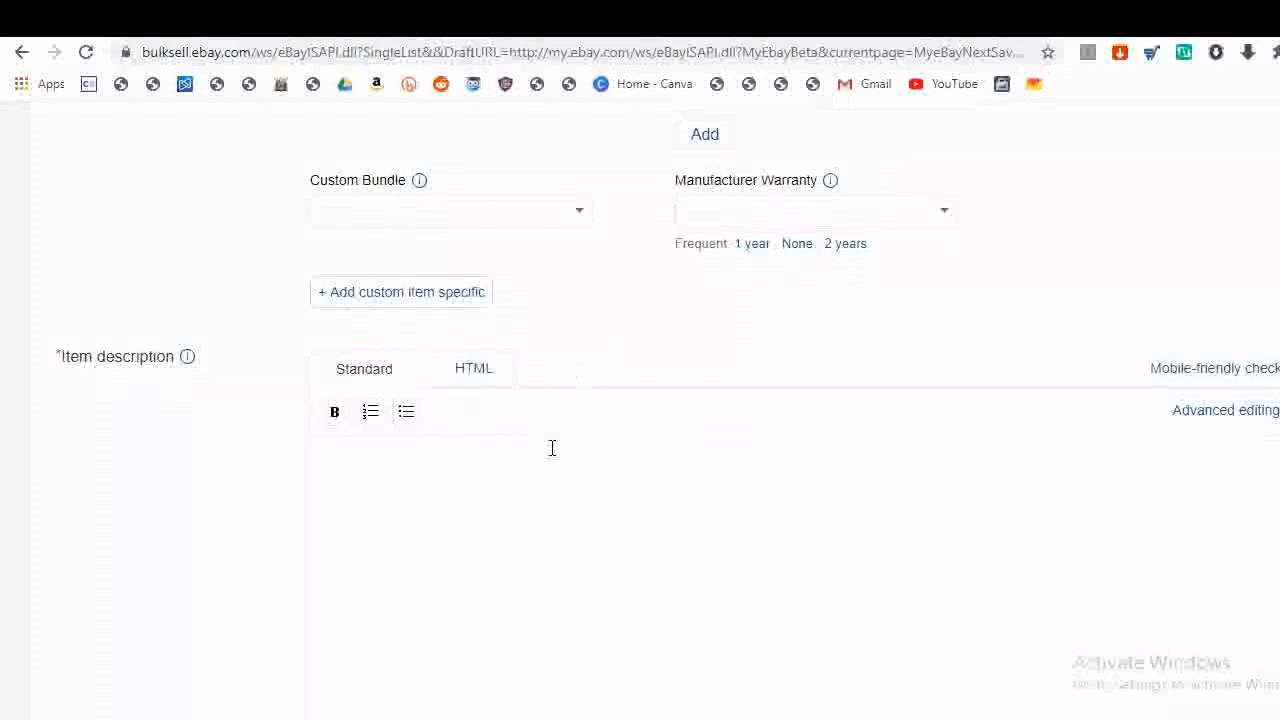 bulksell.ebay.com/ws/eBayISAPI.dll?SingleList&&DraftURL=http://my.ebay.com/ws/eBayISAPI.dll?MyEbayBeta&currentpage=MyeBayNextSav...
Apps Home - Canva Gmail YouTube
Add
Custom Bundle Manufacturer Warranty
Frequent 1 year None 2 years
+ Add custom item specific
*Item description Standard HTML Mobile-friendly check
B Advanced editing
Activate Windows